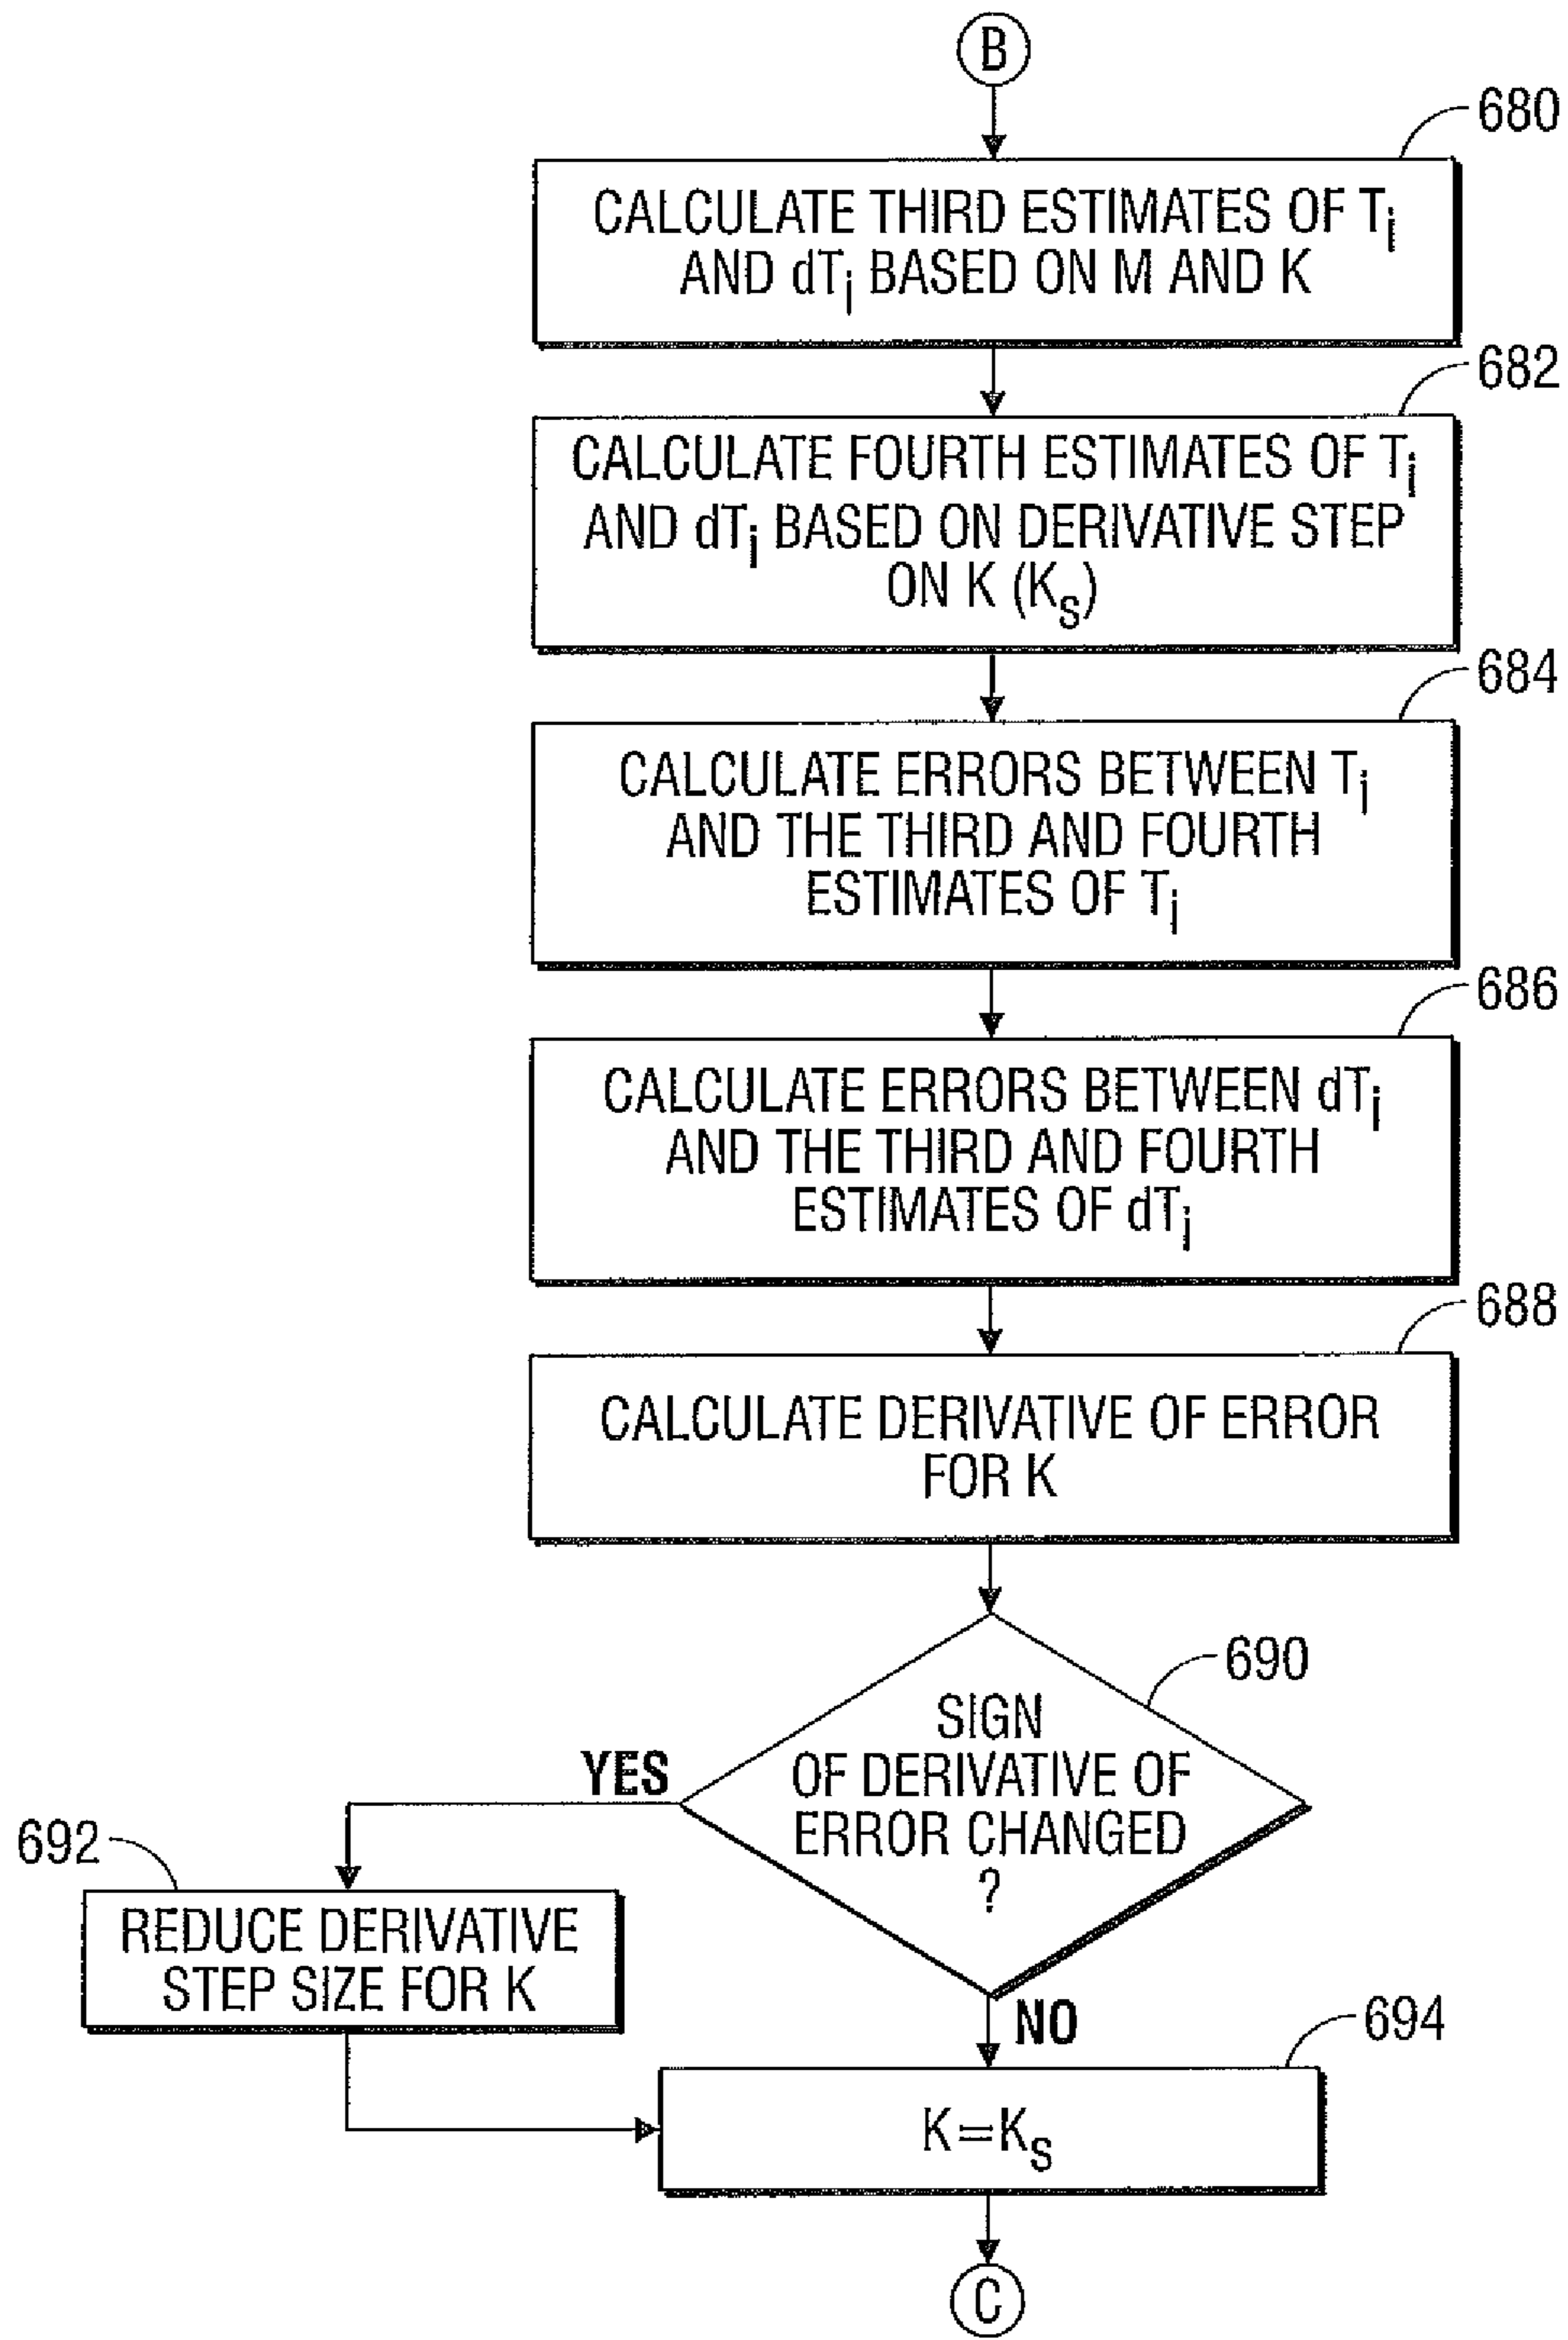 B
680
CALCULATE THIRD ESTIMATES OF Ti
AND dTi BASED ON M AND K
682
CALCULATE FOURTH ESTIMATES OF Ti
AND dTi BASED ON DERIVATIVE STEP
ON K (KS)
684
CALCULATE ERRORS BETWEEN Ti
AND THE THIRD AND FOURTH
ESTIMATES OF Ti
686
CALCULATE ERRORS BETWEEN dTi
AND THE THIRD AND FOURTH
ESTIMATES OF dTi
688
CALCULATE DERIVATIVE OF ERROR
FOR K
690
SIGN
OF DERIVATIVE OF
ERROR CHANGED
?
YES
692
REDUCE DERIVATIVE
STEP SIZE FOR K
NO
694
K=KS
C